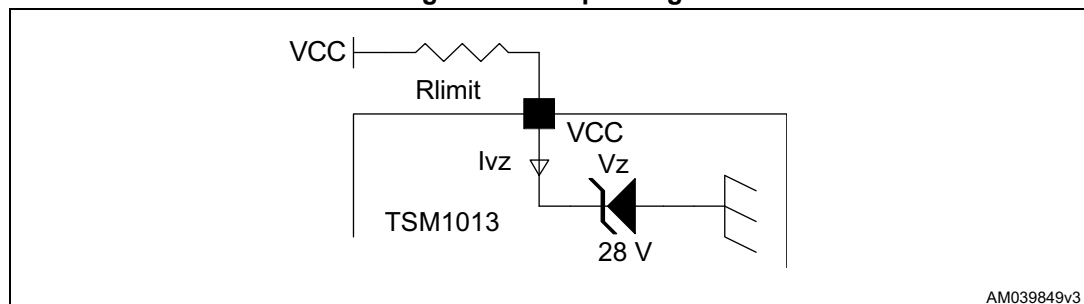 VCC
Rlimit
VCC
Ivz
Vz
TSM1013
28 V
AM039849v3